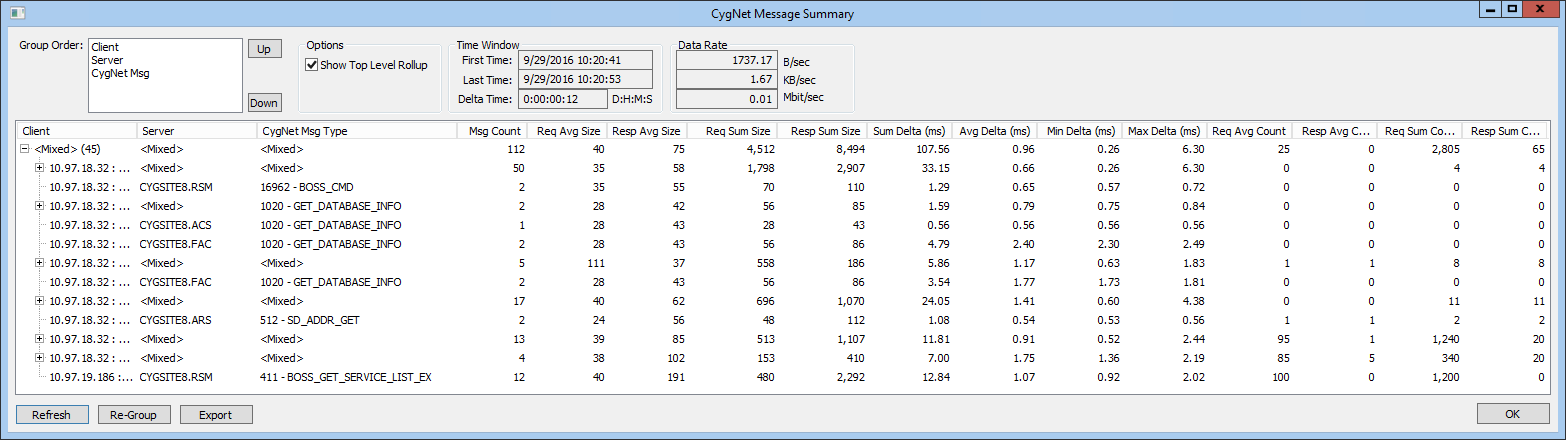 CygNet Message Summary
Group Order:
Client
Server
CygNet Msg
Up
Down
Options
Show Top Level Rollup
Time Window
First Time: 9/29/2016 10:20:41
Last Time: 9/29/2016 10:20:53
Delta Time: 0:00:00:12 D:H:M:S
Data Rate
1737.17 B/sec
1.67 KB/sec
0.01 Mbit/sec
Client Server CygNet Msg Type Msg Count Req Avg Size Resp Avg Size Req Sum Size Resp Sum Size Sum Delta (ms) Avg Delta (ms) Min Delta (ms) Max Delta (ms) Req Avg Count Resp Avg C... Req Sum Co... Resp Sum C...
<Mixed> (45) <Mixed> <Mixed> 112 40 75 4,512 8,494 107.56 0.96 0.26 6.30 25 0 2,805 65
10.97.18.32 : ... <Mixed> <Mixed> 50 35 58 1,798 2,907 33.15 0.66 0.26 6.30 0 0 4 4
10.97.18.32 : ... CYGSITE8.RSM 16962 - BOSS_CMD 2 35 55 70 110 1.29 0.65 0.57 0.72 0 0 0 0
10.97.18.32 : ... <Mixed> 1020 - GET_DATABASE_INFO 2 28 42 56 85 1.59 0.79 0.75 0.84 0 0 0 0
10.97.18.32 : ... CYGSITE8.ACS 1020 - GET_DATABASE_INFO 1 28 43 28 43 0.56 0.56 0.56 0.56 0 0 0 0
10.97.18.32 : ... CYGSITE8.FAC 1020 - GET_DATABASE_INFO 2 28 43 56 86 4.79 2.40 2.30 2.49 0 0 0 0
10.97.18.32 : ... <Mixed> <Mixed> 5 111 37 558 186 5.86 1.17 0.63 1.83 1 1 8 8
10.97.18.32 : ... CYGSITE8.FAC 1020 - GET_DATABASE_INFO 2 28 43 56 86 3.54 1.77 1.73 1.81 0 0 0 0
10.97.18.32 : ... <Mixed> <Mixed> 17 40 62 696 1,070 24.05 1.41 0.60 4.38 0 0 11 11
10.97.18.32 : ... CYGSITE8.ARS 512 - SD_ADDR_GET 2 24 56 48 112 1.08 0.54 0.53 0.56 1 1 2 2
10.97.18.32 : ... <Mixed> <Mixed> 13 39 85 513 1,107 11.81 0.91 0.52 2.44 95 1 1,240 20
10.97.18.32 : ... <Mixed> <Mixed> 4 38 102 153 410 7.00 1.75 1.36 2.19 85 5 340 20
10.97.19.186 :... CYGSITE8.RSM 411 - BOSS_GET_SERVICE_LIST_EX 12 40 191 480 2,292 12.84 1.07 0.92 2.02 100 0 1,200 0
Refresh Re-Group Export OK